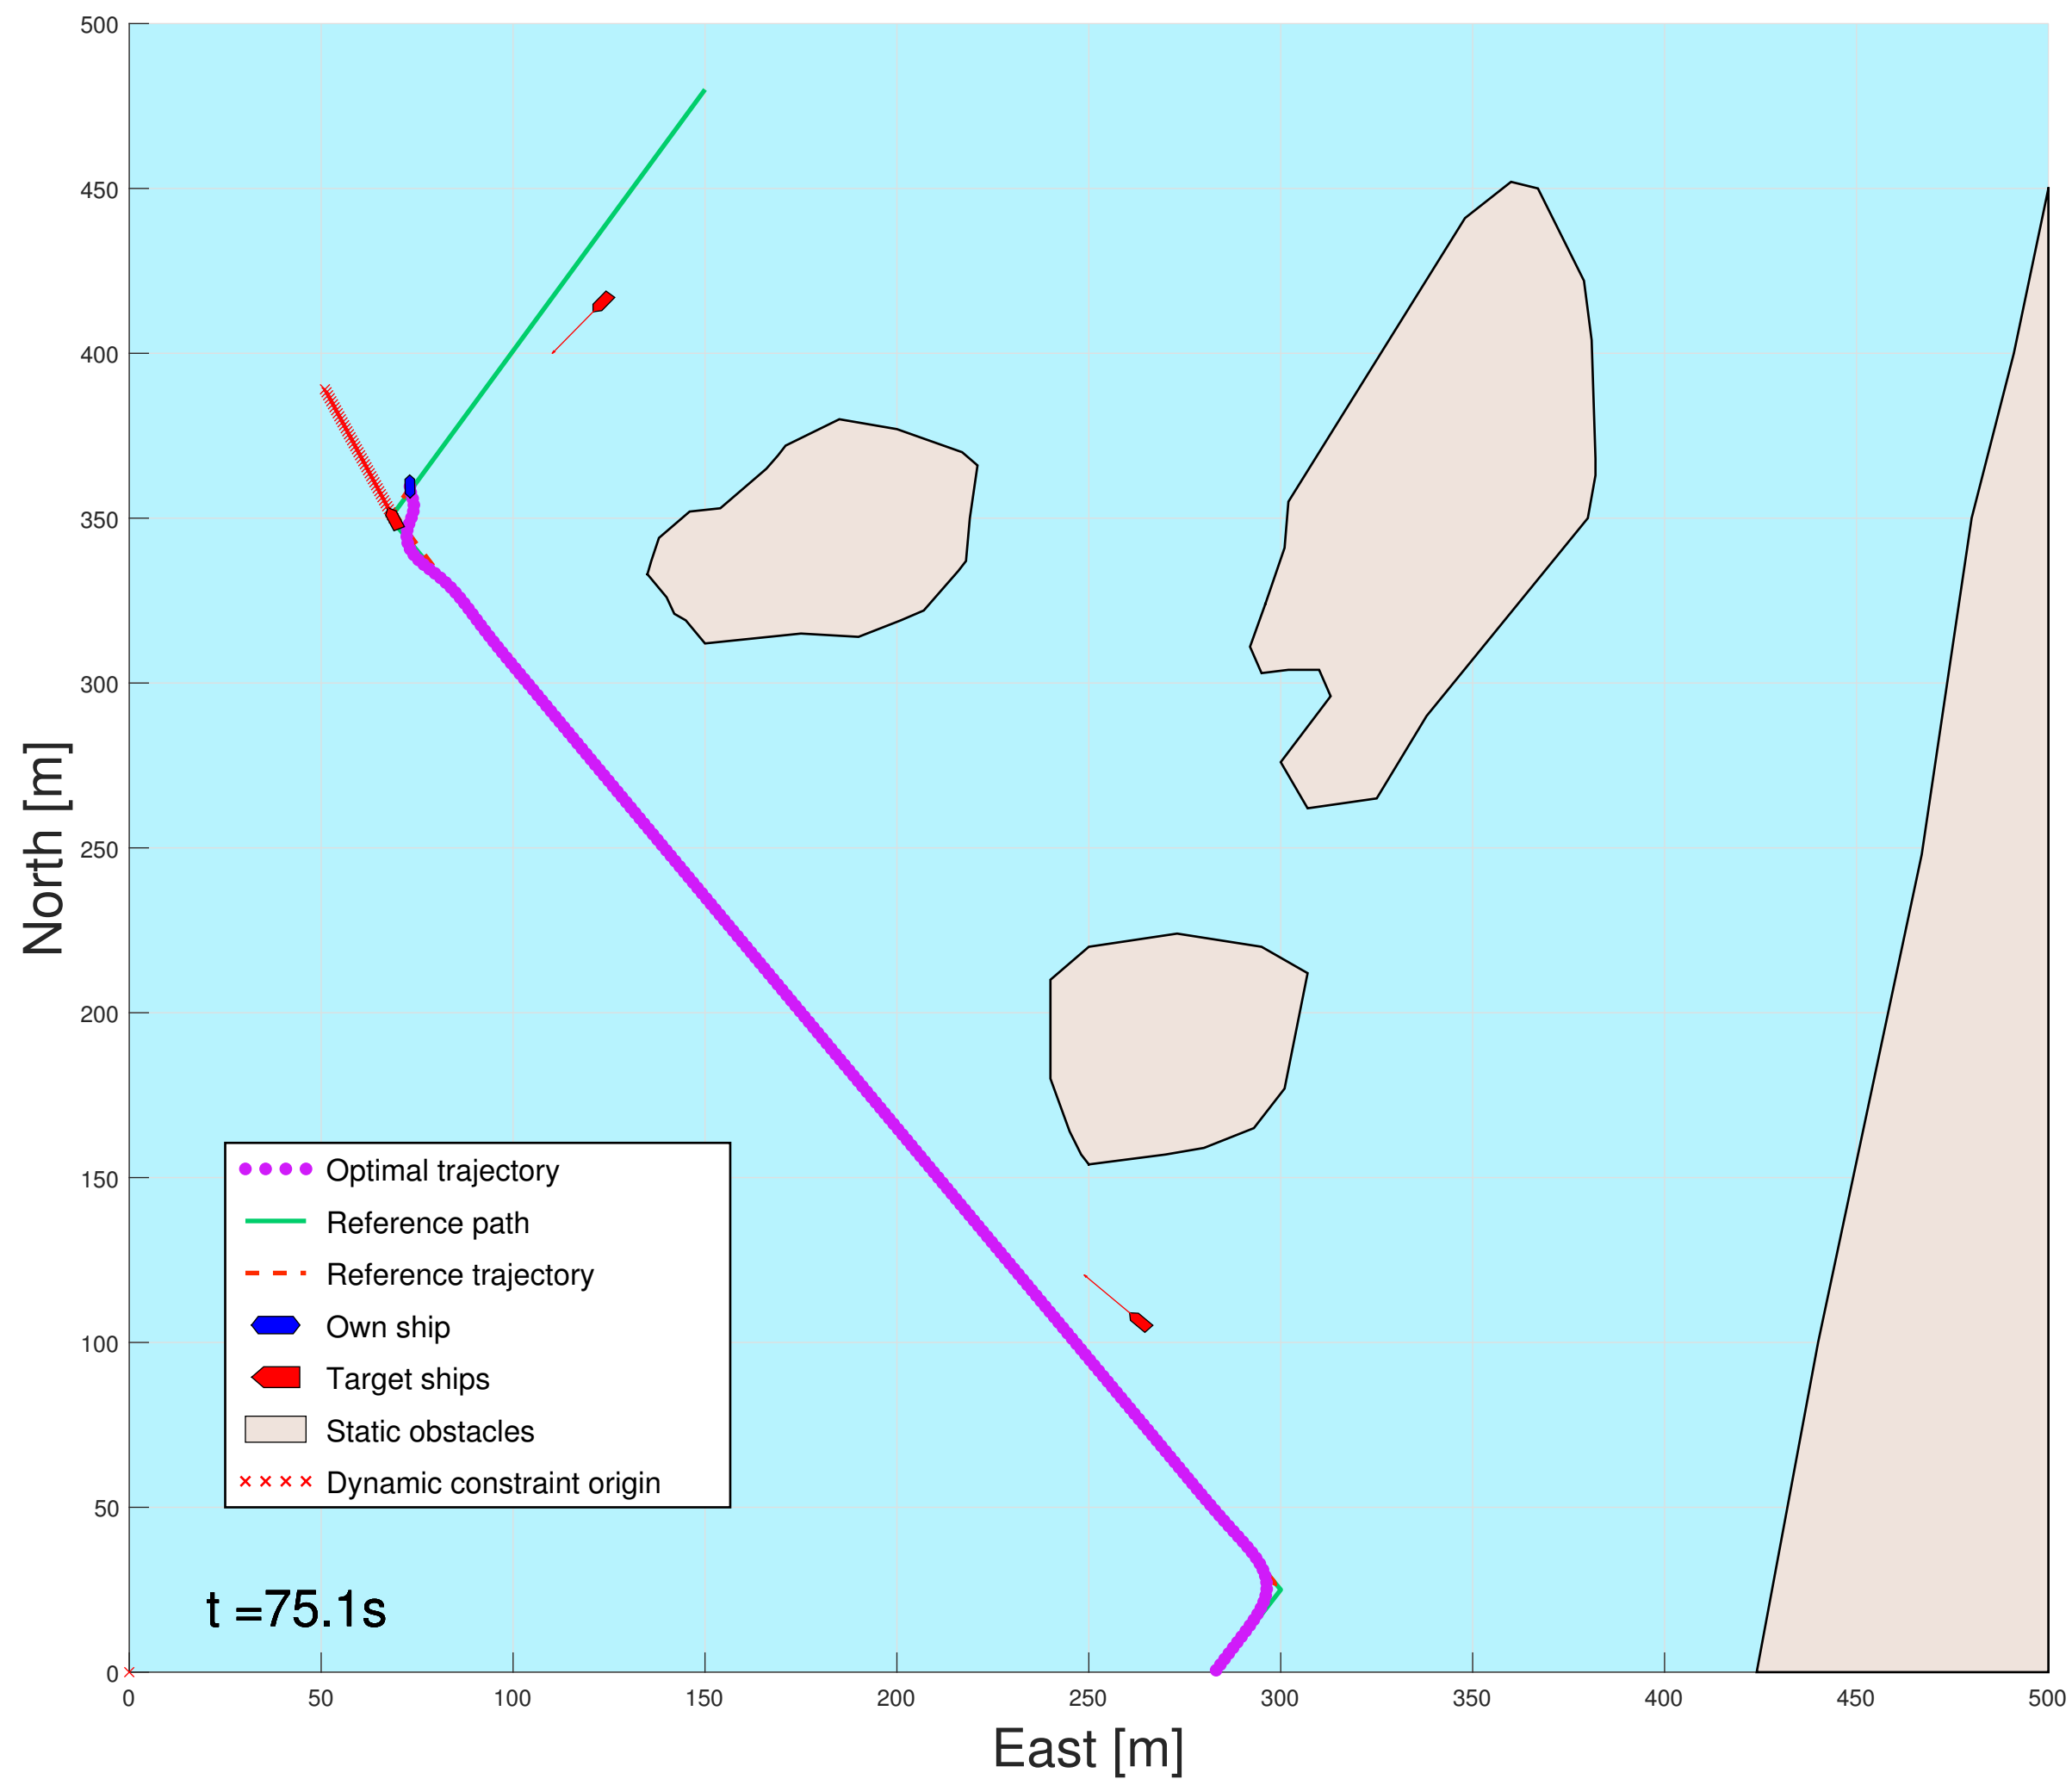 500
450
400
350
300
250
200
150
100
50
0
North [m]
Optimal trajectory
Reference path
Reference trajectory
Own ship
Target ships
Static obstacles
Dynamic constraint origin
t =75.1s
0 50 100 150 200 250 300 350 400 450 500
East [m]